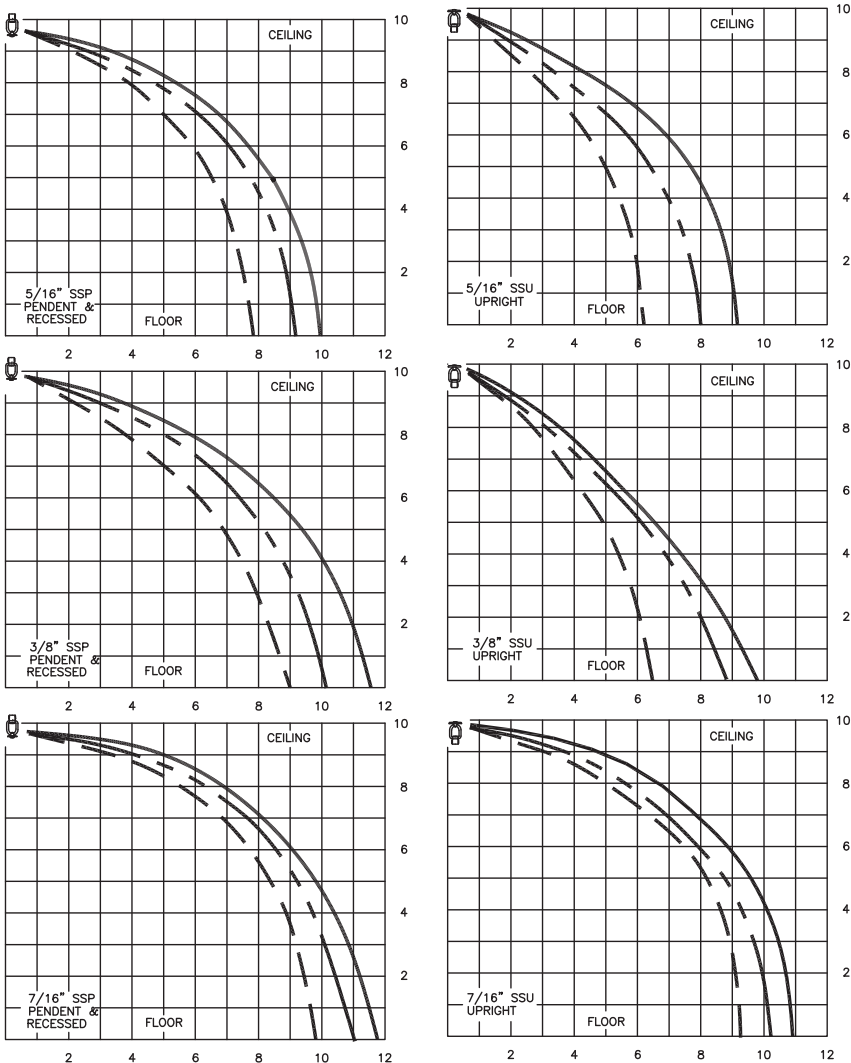 CEILING
10
8
6
4
2
5/16" SSP
PENDENT &
RECESSED
FLOOR
2 4 6 8 10 12
CEILING
10
8
6
4
2
5/16" SSU
UPRIGHT
FLOOR
2 4 6 8 10 12
CEILING
10
8
6
4
2
3/8" SSP
PENDENT &
RECESSED
FLOOR
2 4 6 8 10 12
CEILING
10
8
6
4
2
3/8" SSU
UPRIGHT
FLOOR
2 4 6 8 10 12
CEILING
10
8
6
4
2
7/16" SSP
PENDENT &
RECESSED
FLOOR
2 4 6 8 10 12
CEILING
10
8
6
4
2
7/16" SSU
UPRIGHT
FLOOR
2 4 6 8 10 12